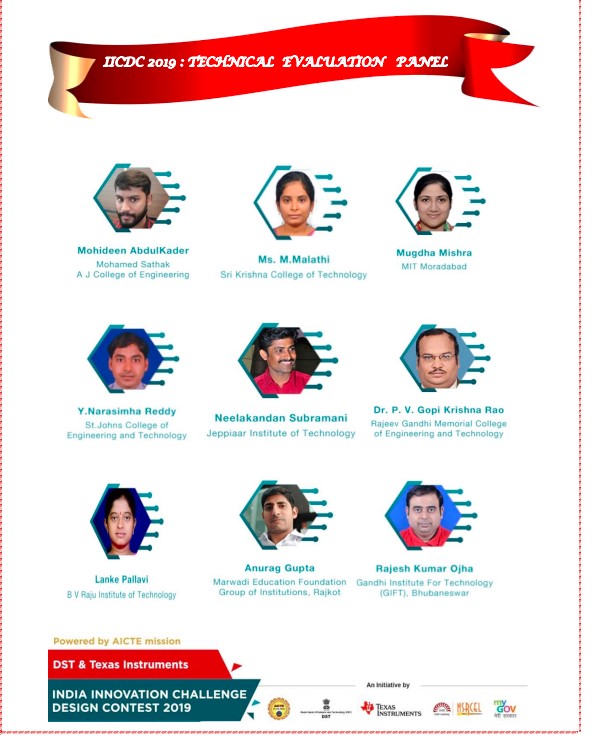 IICDC 2019 : TECHNICAL EVALUATION PANEL
Mohideen AbdulKader
Mohamed Sathak
A J College of Engineering
Ms. M.Malathi
Sri Krishna College of Technology
Mugdha Mishra
MIT Moradabad
Y.Narasimha Reddy
St.Johns College of
Engineering and Technology
Neelakandan Subramani
Jeppiaar Institute of Technology
Dr. P. V. Gopi Krishna Rao
Rajeev Gandhi Memorial College
of Engineering and Technology
Lanke Pallavi
B V Raju Institute of Technology
Anurag Gupta
Marwadi Education Foundation
Group of Institutions, Rajkot
Rajesh Kumar Ojha
Gandhi Institute For Technology
(GIFT), Bhubaneswar
Powered by AICTE mission
DST & Texas Instruments
INDIA INNOVATION CHALLENGE
DESIGN CONTEST 2019
An Initiative by
DST
TEXAS
INSTRUMENTS
NSRCEL
my
GOV
मेरी सरकार